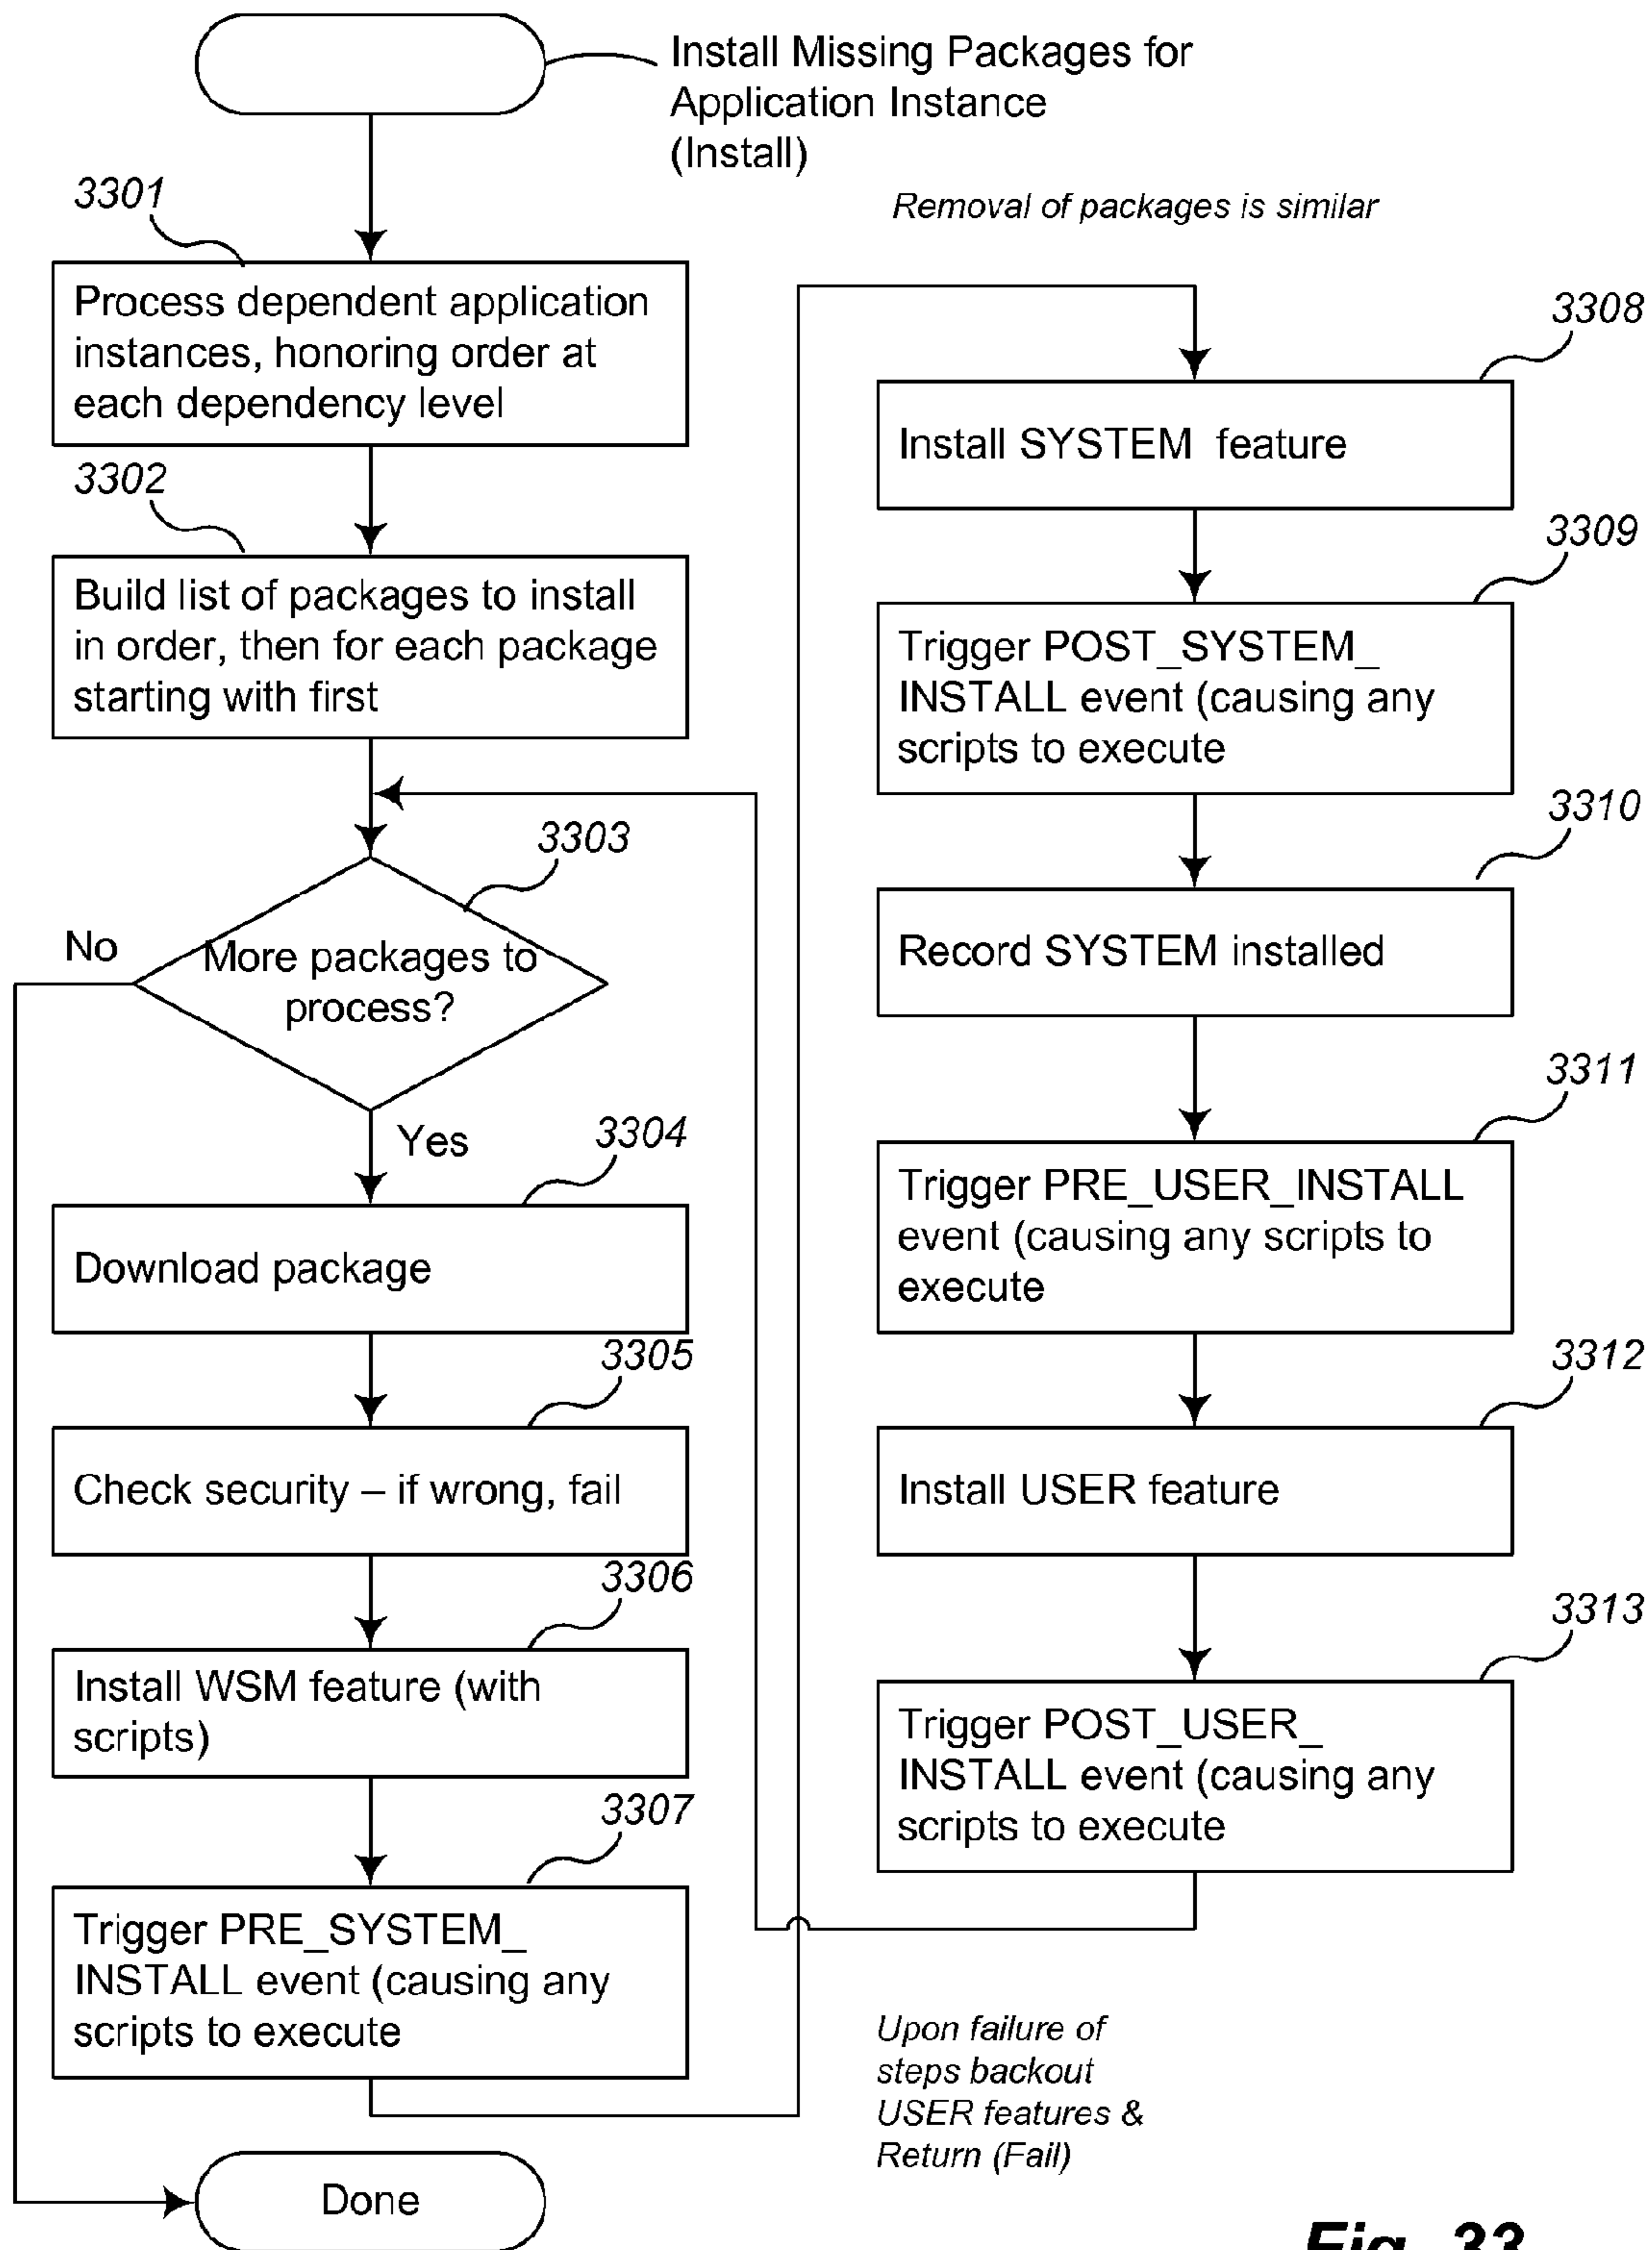 Install Missing Packages for
Application Instance
(Install)
Removal of packages is similar
3301
Process dependent application
instances, honoring order at
each dependency level
3302
Build list of packages to install
in order, then for each package
starting with first
3303
No
More packages to
process?
Yes
3304
Download package
3305
Check security – if wrong, fail
3306
Install WSM feature (with
scripts)
3307
Trigger PRE_SYSTEM_
INSTALL event (causing any
scripts to execute
Done
3308
Install SYSTEM feature
3309
Trigger POST_SYSTEM_
INSTALL event (causing any
scripts to execute
3310
Record SYSTEM installed
3311
Trigger PRE_USER_INSTALL
event (causing any scripts to
execute
3312
Install USER feature
3313
Trigger POST_USER_
INSTALL event (causing any
scripts to execute
Upon failure of
steps backout
USER features &
Return (Fail)
Fig. 33